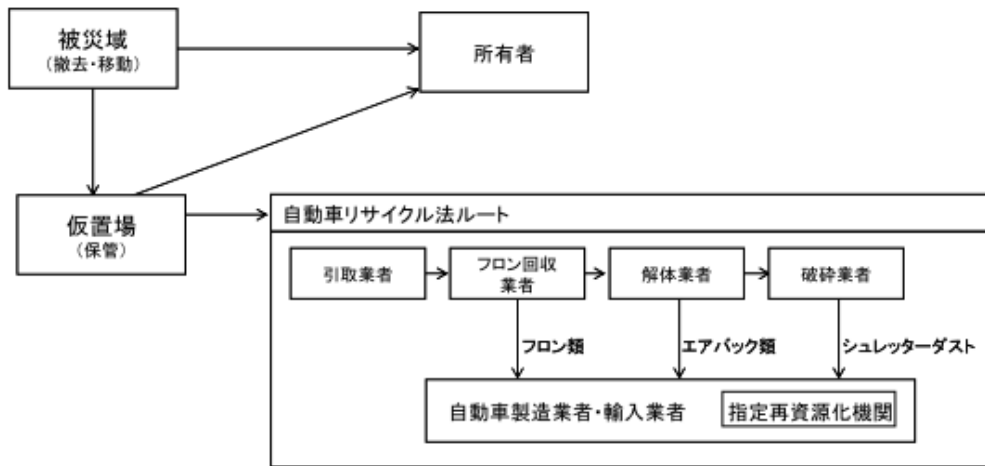 被災域
（撤去・移動）
所有者
仮置場
（保管）
自動車リサイクル法ルート
引取業者
フロン回収
業者
解体業者
破砕業者
フロン類
エアバック類
シュレッターダスト
自動車製造業者・輸入業者
指定再資源化機関